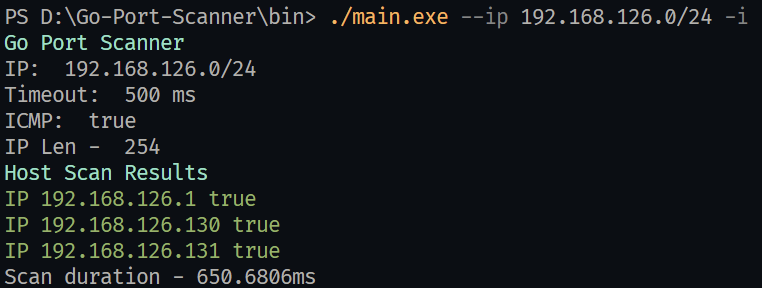 PS D:\Go-Port-Scanner\bin> ./main.exe --ip 192.168.126.0/24 -i
Go Port Scanner
IP:  192.168.126.0/24
Timeout:  500 ms
ICMP:  true
IP Len -  254
Host Scan Results
IP 192.168.126.1 true
IP 192.168.126.130 true
IP 192.168.126.131 true
Scan duration - 650.6806ms